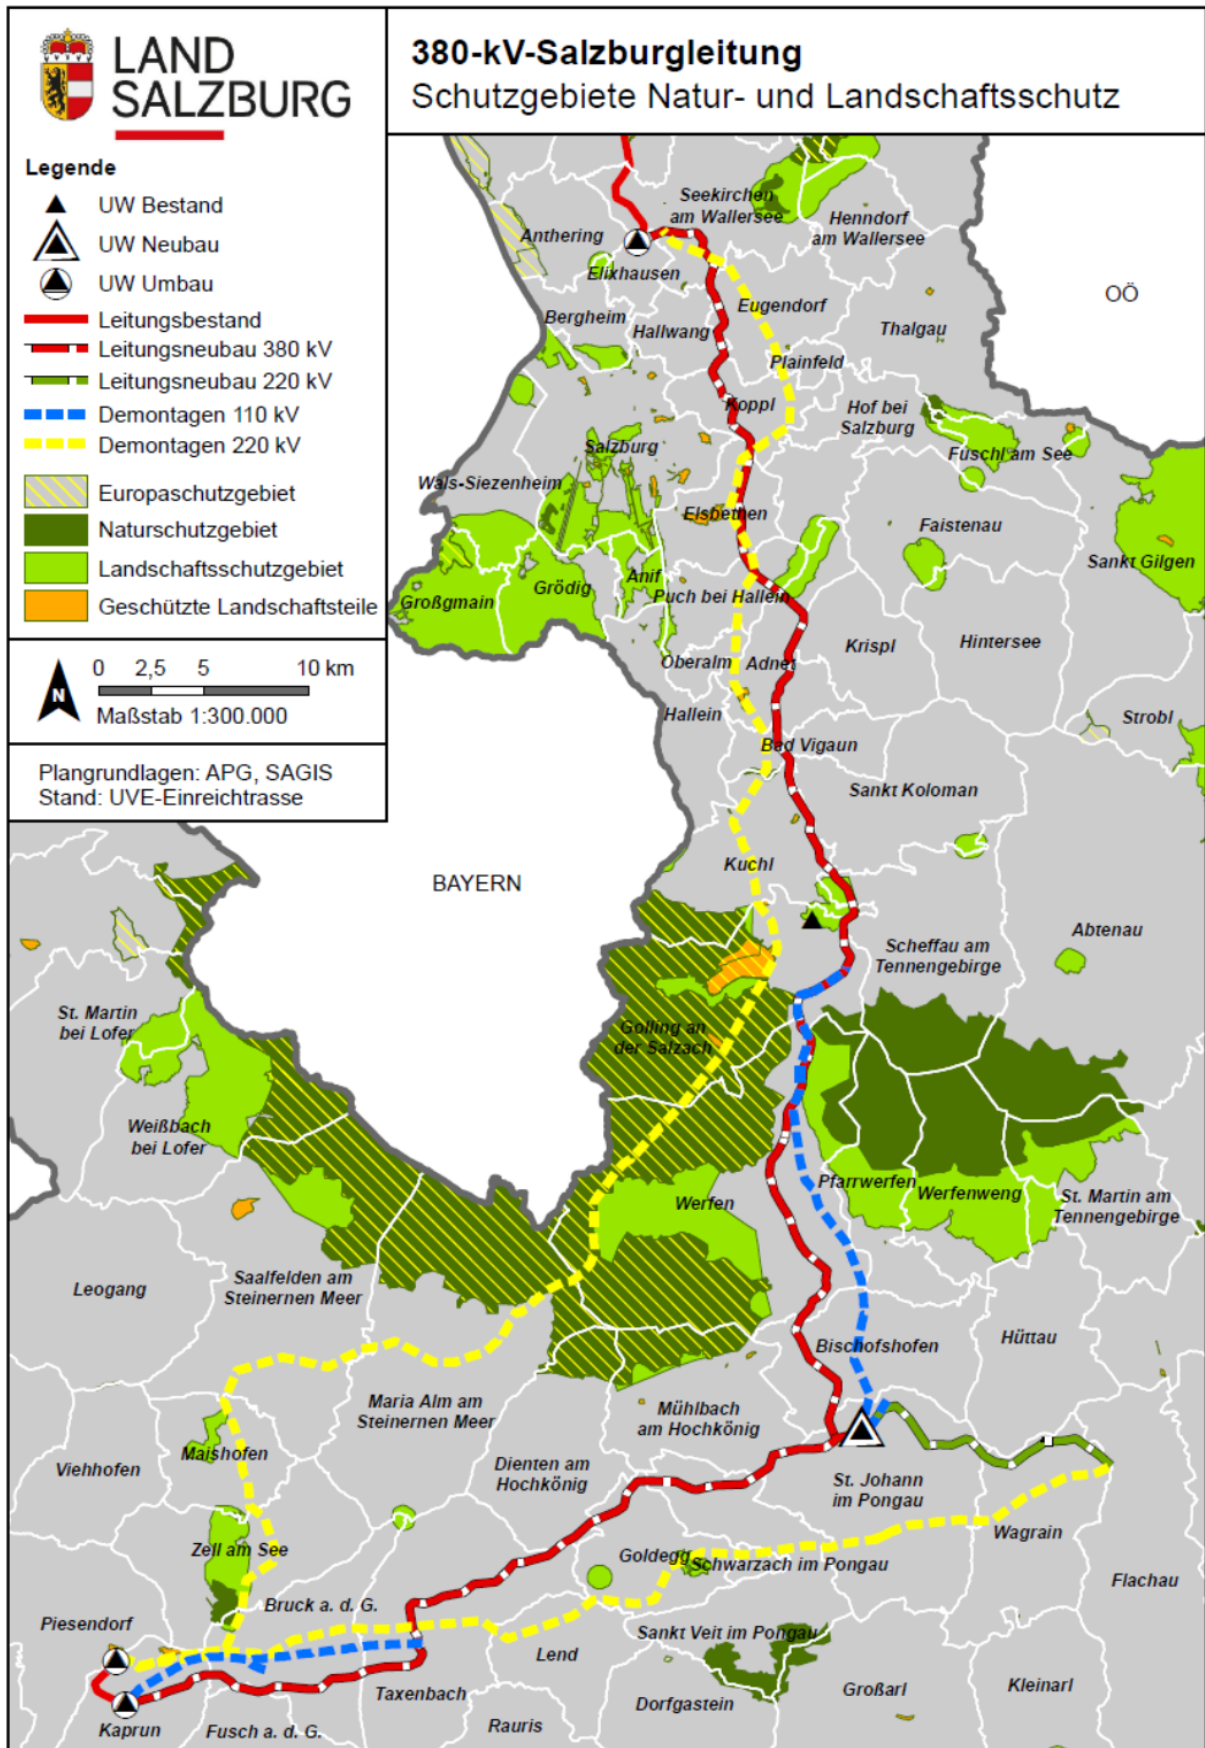 LAND
SALZBURG
380-kV-Salzburgleitung
Schutzgebiete Natur- und Landschaftsschutz
Legende
UW Bestand
UW Neubau
UW Umbau
Leitungsbestand
Leitungsneubau 380 kV
Leitungsneubau 220 kV
Demontagen 110 kV
Demontagen 220 kV
Europaschutzgebiet
Naturschutzgebiet
Landschaftsschutzgebiet
Geschützte Landschaftsteile
N
0 2,5 5 10 km
Maßstab 1:300.000
Plangrundlagen: APG, SAGIS
Stand: UVE-Einreichtrasse
Seekirchen
am Wallersee
Henndorf
am Wallersee
Anthering
Elixhausen
OÖ
Eugendorf
Bergheim
Hallwang
Thalgau
Plainfeld
Koppl
Hof bei
Salzburg
Salzburg
Fuschl am See
Wals-Siezenheim
Elsbethen
Faistenau
Sankt Gilgen
Anif
Grödig
Großgmain
Puch bei Hallein
Krispl
Hintersee
Oberalm
Adnet
Hallein
Strobl
Bad Vigaun
Sankt Koloman
Kuchl
BAYERN
Abtenau
Scheffau am
Tennengebirge
St. Martin
bei Lofer
Golling an
der Salzach
Weißbach
bei Lofer
Pfarrwerfen
Werfenweng
St. Martin am
Tennengebirge
Werfen
Leogang
Saalfelden am
Steinernen Meer
Bischofshofen
Hüttau
Maria Alm am
Steinernen Meer
Mühlbach
am Hochkönig
Maishofen
Viehhofen
Dienten am
Hochkönig
St. Johann
im Pongau
Wagrain
Zell am See
Goldegg
Schwarzach im Pongau
Flachau
Bruck a. d. G.
Piesendorf
Sankt Veit im Pongau
Lend
Kaprun
Fusch a. d. G.
Taxenbach
Rauris
Dorfgastein
Großarl
Kleinarl